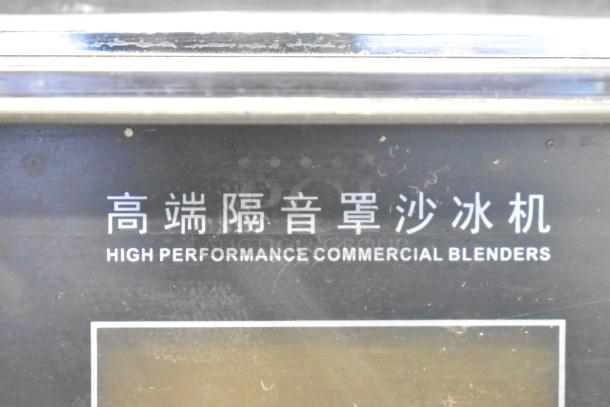 高端隔音罩沙冰机
HIGH PERFORMANCE COMMERCIAL BLENDERS